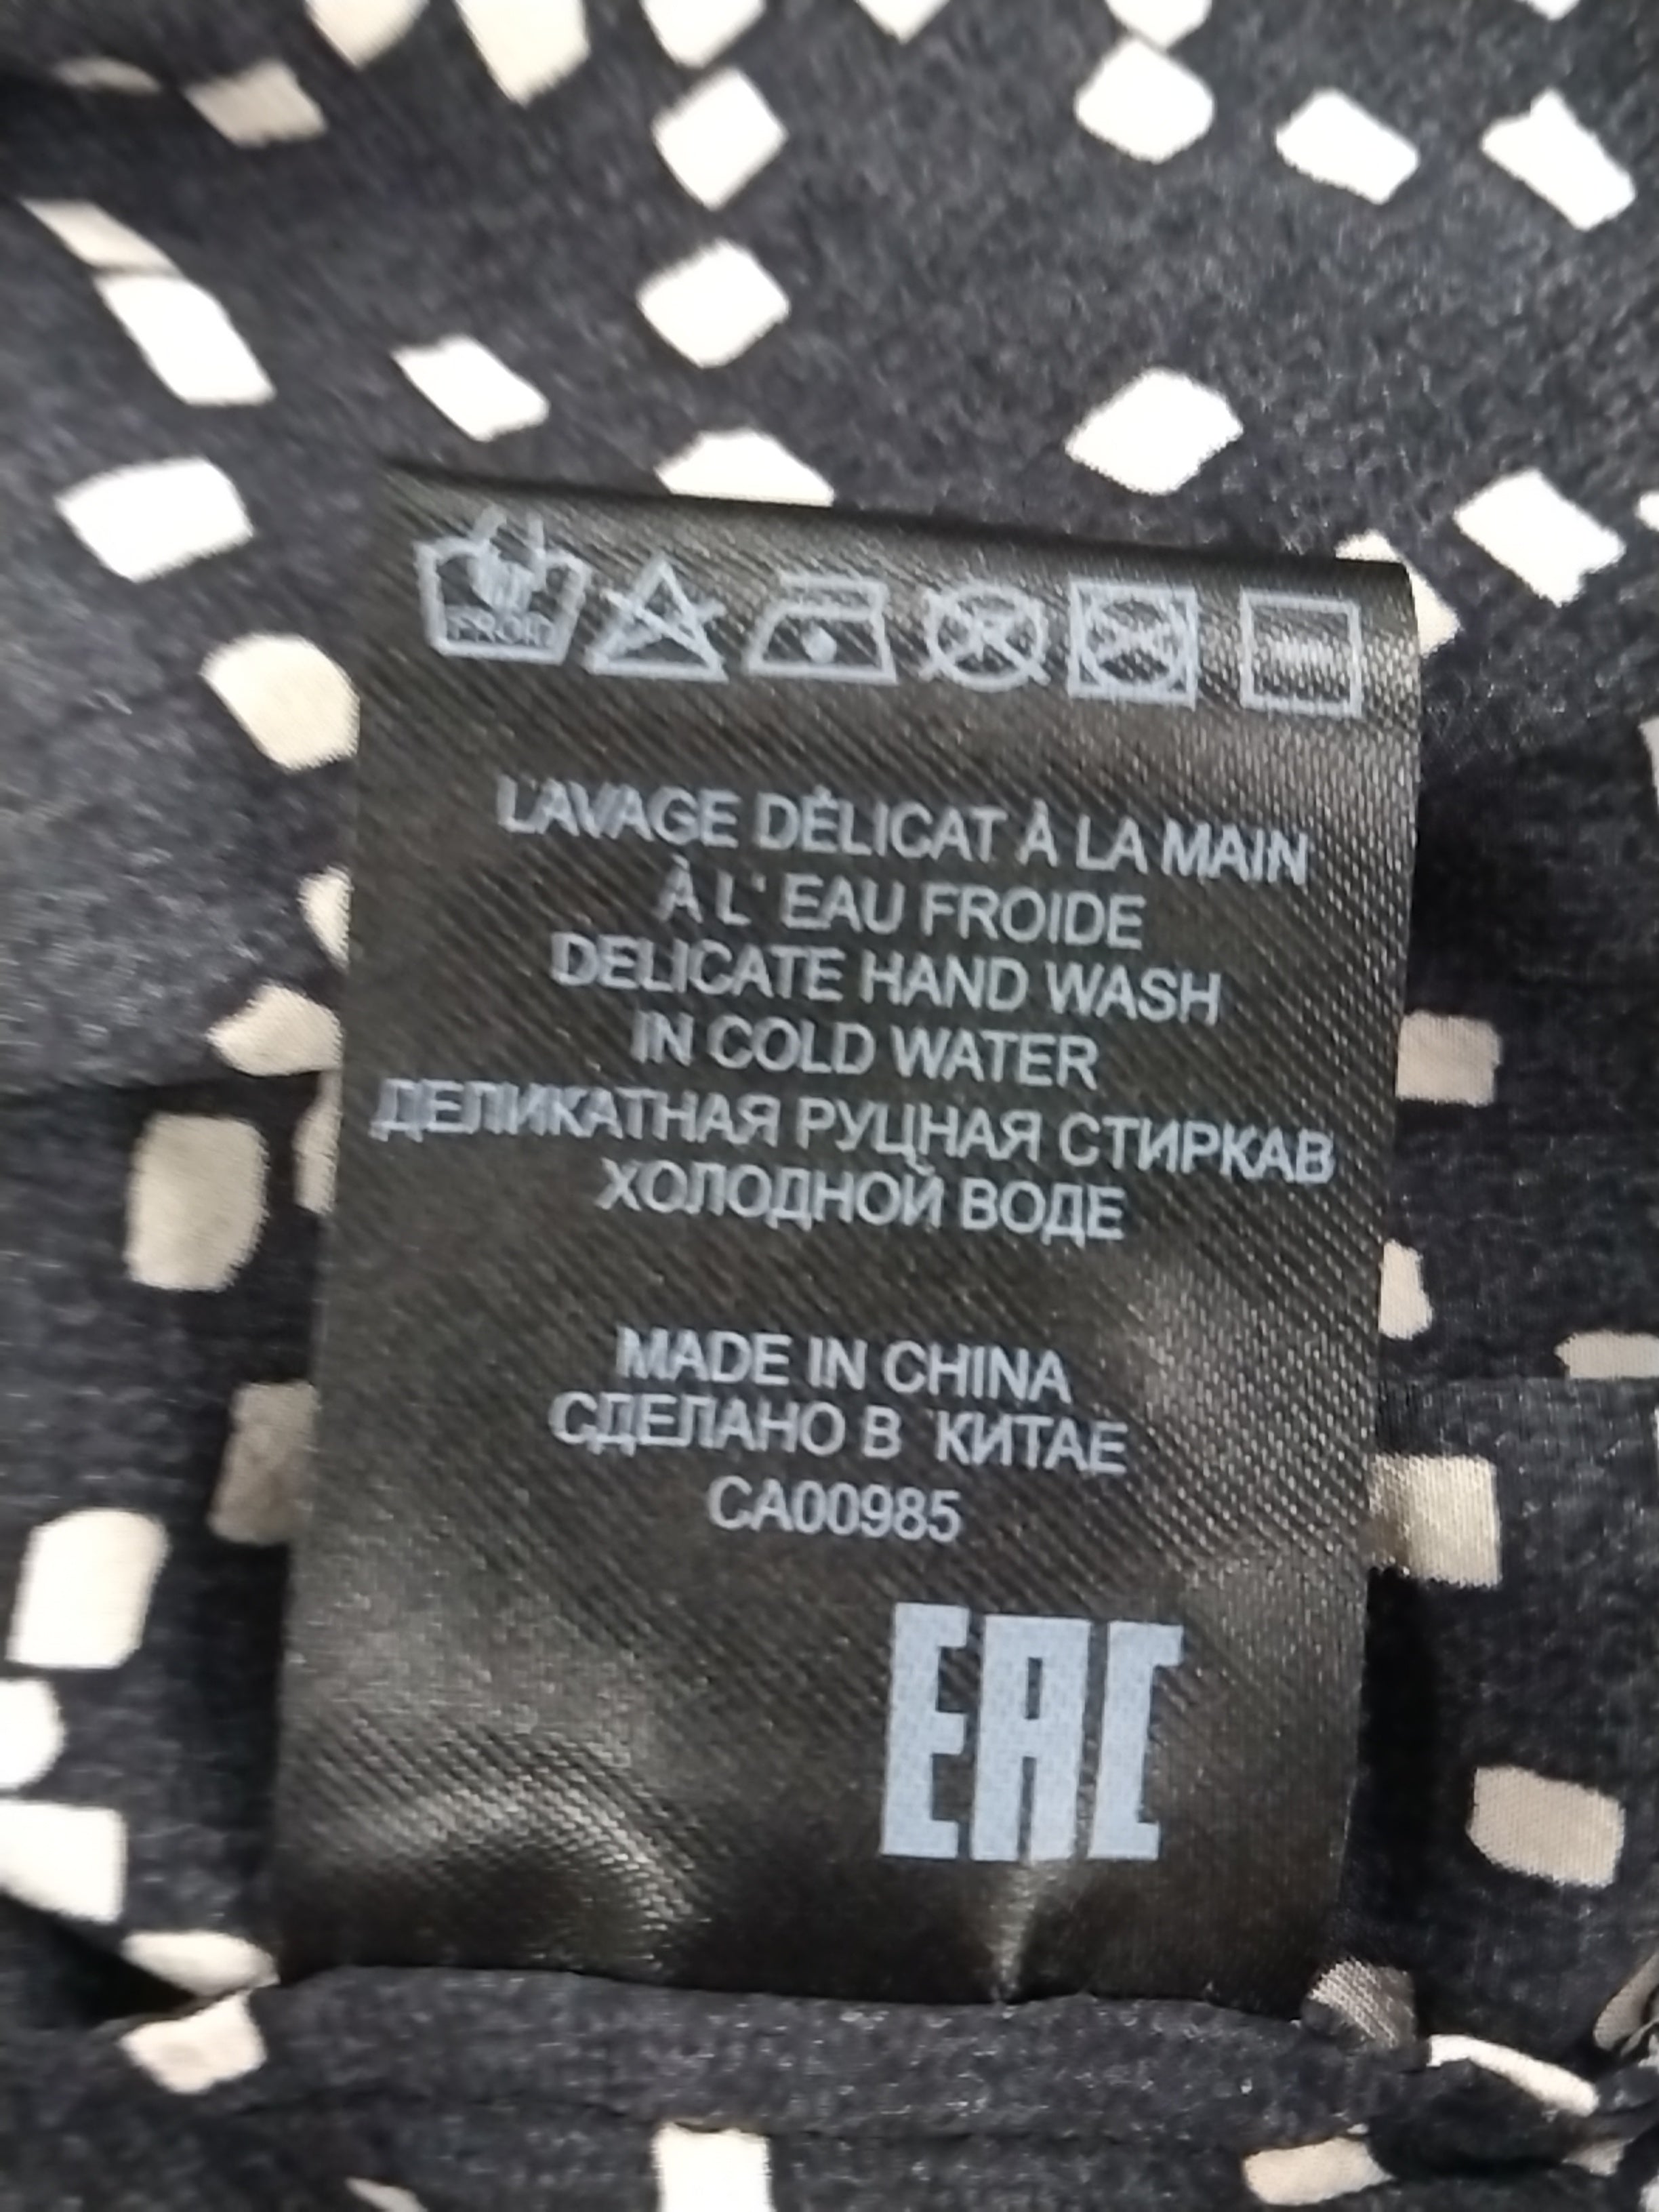 FROID
LAVAGE DÉLICAT À LA MAIN
À L' EAU FROIDE
DELICATE HAND WASH
IN COLD WATER
ДЕЛИКАТНАЯ РУЦНАЯ СТИРКАВ
ХОЛОДНОЙ ВОДЕ
MADE IN CHINA
СДЕЛАНО В КИТАЕ
CA00985
EAC